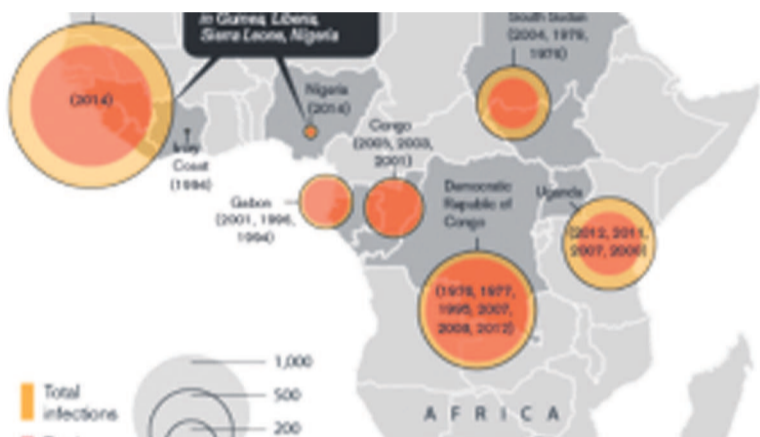 in Guinea, Liberia,
Sierra Leone, Nigeria
South Sudan
(2004, 1979,
1976)
(2014)
Nigeria
(2014)
Ivory
Coast
(1994)
Congo
(2005, 2003,
2001)
Gabon
(2001, 1996,
1994)
Democratic
Republic of
Congo
Uganda
(2012, 2011,
2007, 2000)
(1976, 1977,
1995, 2007,
2008, 2012)
1,000
500
200
Total
infections
AFRICA